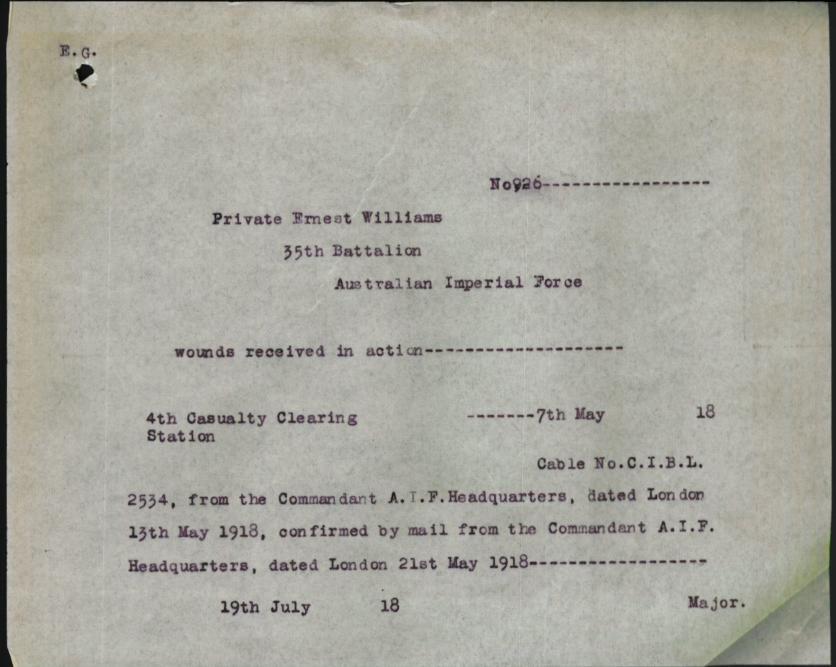 E.G.
No926-----------------
Private Ernest Williams
35th Battalion
Australian Imperial Force
wounds received in action--------------------
4th Casualty Clearing -------7th May 18
Station
Cable No.C.I.B.L.
2534, from the Commandant A.I.F.Headquarters, dated London
13th May 1918, confirmed by mail from the Commandant A.I.F.
Headquarters, dated London 21st May 1918------------------
19th July 18 Major.